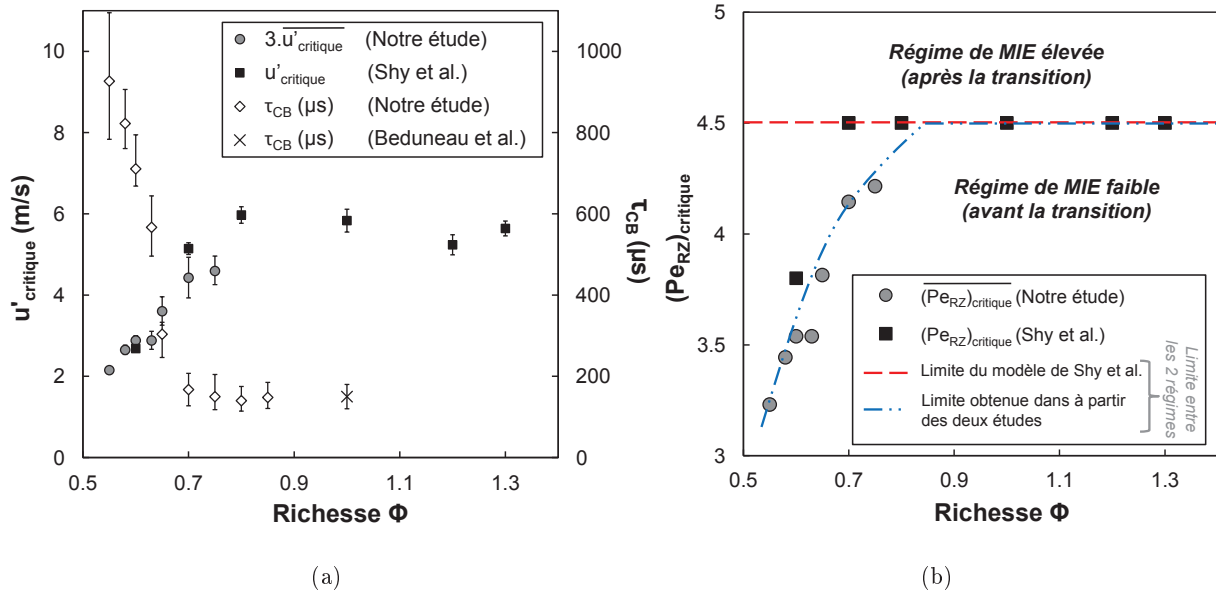 3.u'critique (Notre étude)
u'critique (Shy et al.)
τCB (μs) (Notre étude)
τCB (μs) (Beduneau et al.)
u'critique (m/s)
10
8
6
4
2
0
τCB (μs)
1000
800
600
400
200
0
0.5 0.7 0.9 1.1 1.3
Richesse Φ
(a)
Régime de MIE élevée
(après la transition)
Régime de MIE faible
(avant la transition)
(PeRZ)critique (Notre étude)
(PeRZ)critique (Shy et al.)
Limite du modèle de Shy et al.
Limite obtenue dans à partir
des deux études
Limite entre
les 2 régimes
(PeRZ)critique
5
4.5
4
3.5
3
0.5 0.7 0.9 1.1 1.3
Richesse Φ
(b)